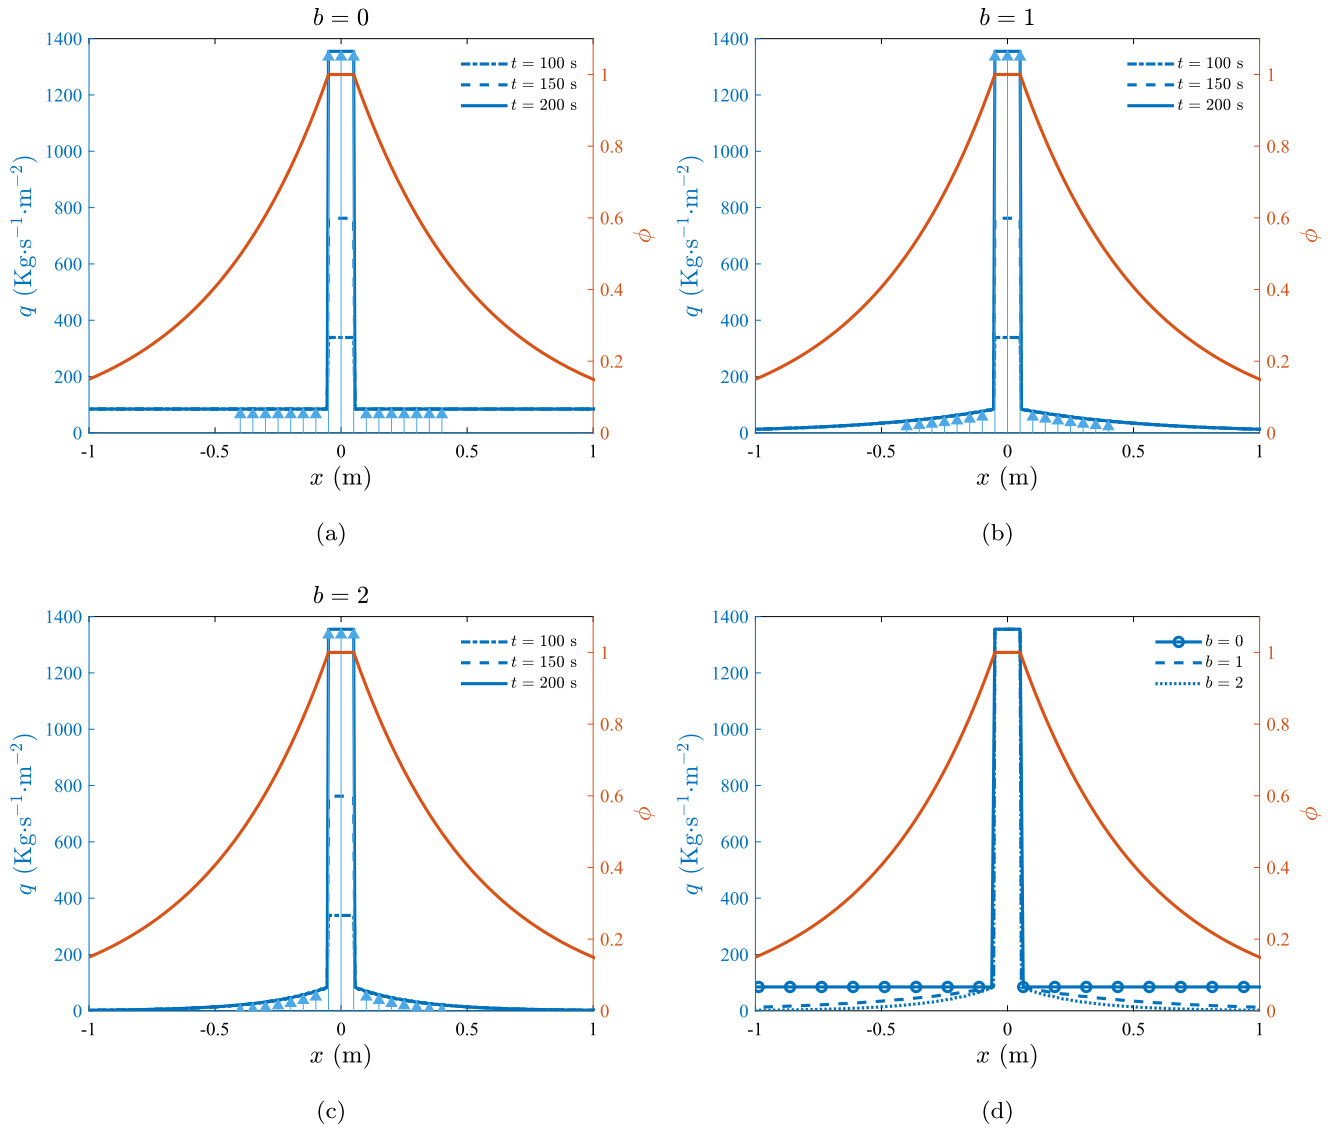 b = 0
1400
1200
1000
800
600
400
200
0
q (Kg·s⁻¹·m⁻²)
t = 100 s
t = 150 s
t = 200 s
1
0.8
0.6
0.4
0.2
0
ϕ
-1 -0.5 0 0.5 1
x (m)
(a)
b = 1
1400
1200
1000
800
600
400
200
0
q (Kg·s⁻¹·m⁻²)
t = 100 s
t = 150 s
t = 200 s
1
0.8
0.6
0.4
0.2
0
ϕ
-1 -0.5 0 0.5 1
x (m)
(b)
b = 2
1400
1200
1000
800
600
400
200
0
q (Kg·s⁻¹·m⁻²)
t = 100 s
t = 150 s
t = 200 s
1
0.8
0.6
0.4
0.2
0
ϕ
-1 -0.5 0 0.5 1
x (m)
(c)
1400
1200
1000
800
600
400
200
0
q (Kg·s⁻¹·m⁻²)
b = 0
b = 1
b = 2
1
0.8
0.6
0.4
0.2
0
ϕ
-1 -0.5 0 0.5 1
x (m)
(d)